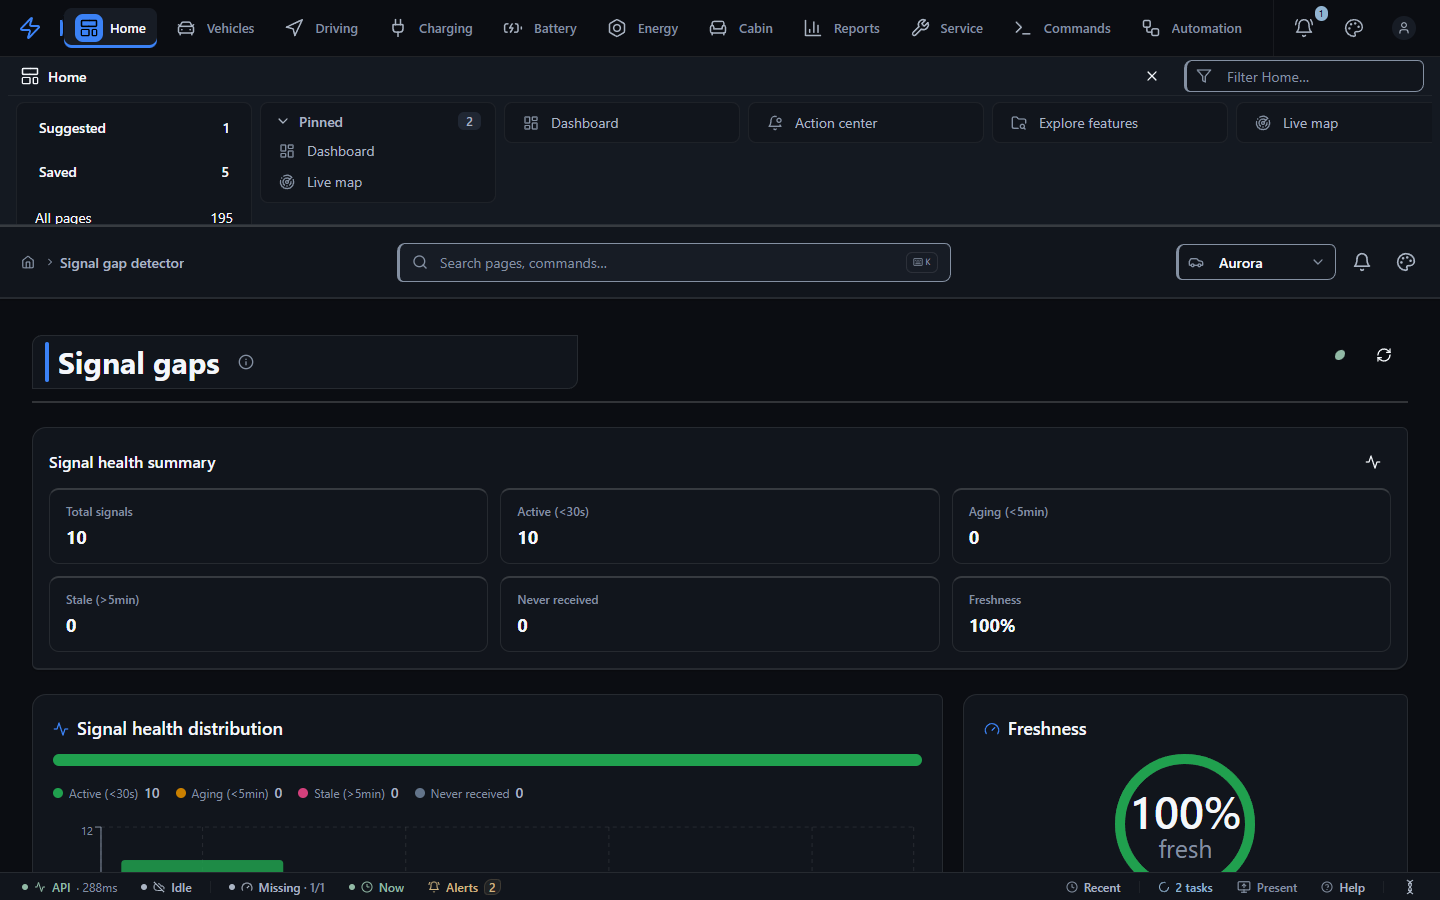 Home
Vehicles
Driving
Charging
Battery
Energy
Cabin
Reports
Service
Commands
Automation
1
Home
Filter Home...
Suggested 1
Saved 5
All pages 195
Pinned 2
Dashboard
Live map
Dashboard
Action center
Explore features
Live map
Signal gap detector
Search pages, commands...
K
Aurora
Signal gaps
Signal health summary
Total signals
10
Active (<30s)
10
Aging (<5min)
0
Stale (>5min)
0
Never received
0
Freshness
100%
Signal health distribution
Active (<30s) 10
Aging (<5min) 0
Stale (>5min) 0
Never received 0
12
Freshness
100%
fresh
API · 288ms
Idle
Missing · 1/1
Now
Alerts 2
Recent
2 tasks
Present
Help